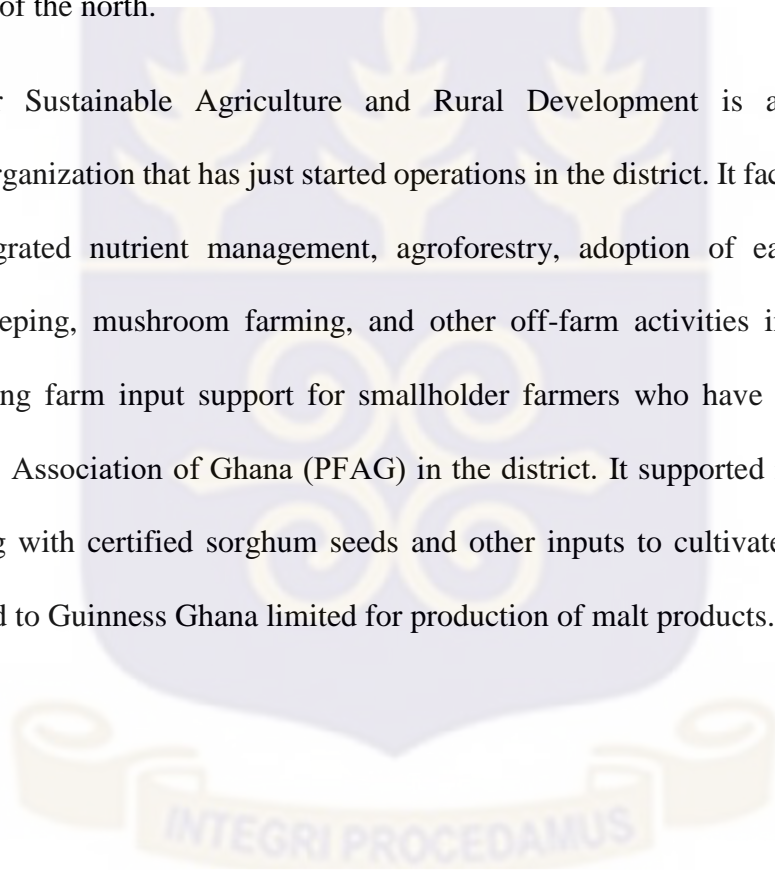 of the north.
Sustainable Agriculture and Rural Development is a
rganization that has just started operations in the district. It fac
grated nutrient management, agroforestry, adoption of ea
eping, mushroom farming, and other off-farm activities i
ng farm input support for smallholder farmers who have
Association of Ghana (PFAG) in the district. It supported
g with certified sorghum seeds and other inputs to cultivate
d to Guinness Ghana limited for production of malt products.
INTEGRI PROCEDAMUS